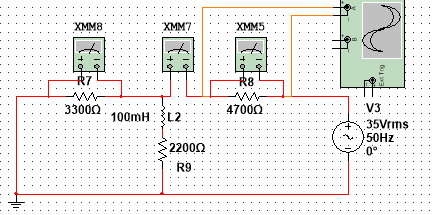 XMM8
XMM7
XMM5
A
B
Ext Trig
R7
3300Ω
R8
4700Ω
100mH
L2
2200Ω
R9
V3
35Vrms
50Hz
0°